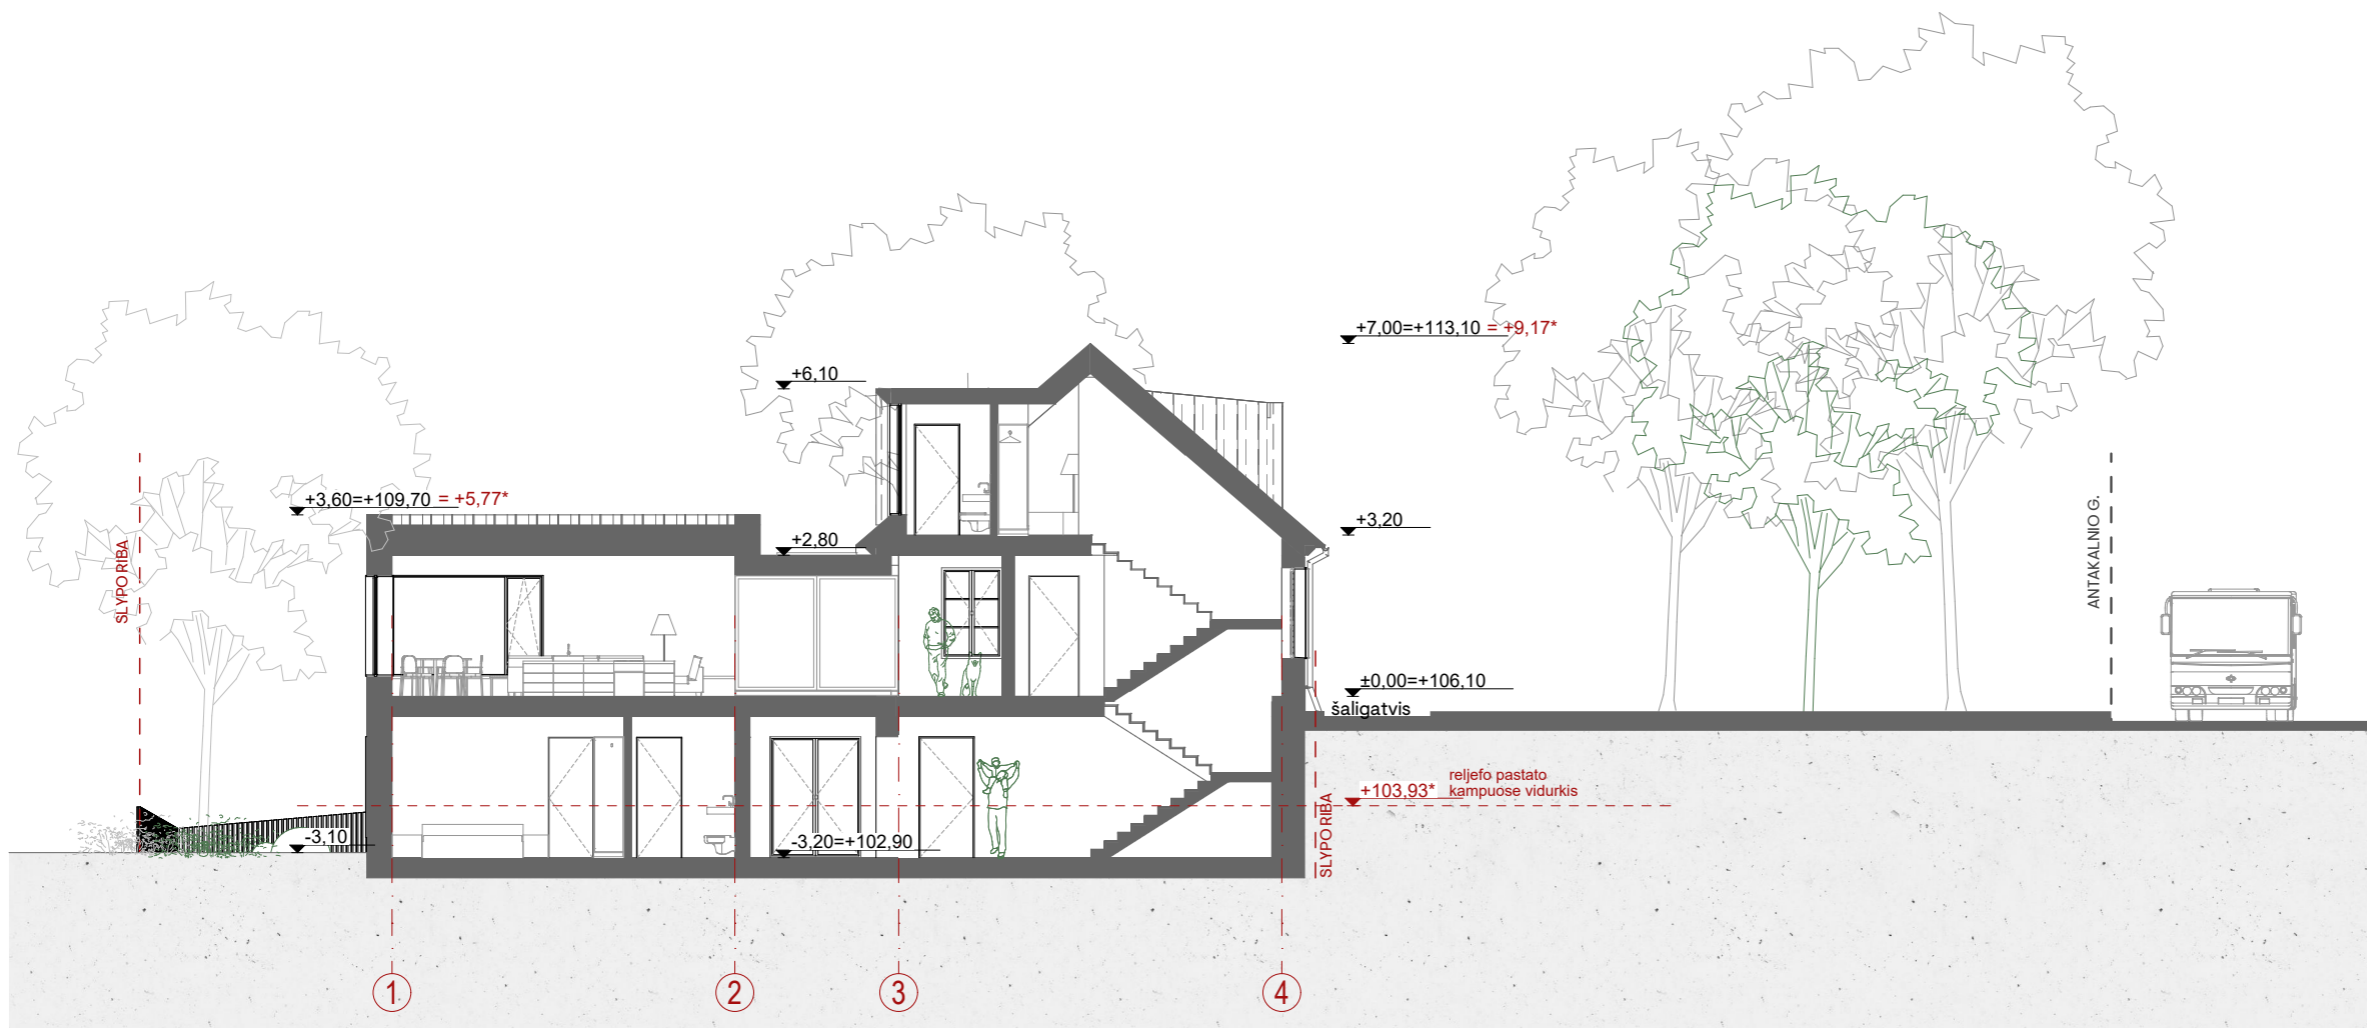 +7,00=+113,10 = +9,17*
+6,10
+3,60=+109,70 = +5,77*
+3,20
+2,80
SLYPO RIBA
ANTAKALNIO G.
±0,00=+106,10
šaligatvis
reljefo pastato
kampuose vidurkis
+103,93*
-3,10
-3,20=+102,90
SLYPO RIBA
1
2
3
4